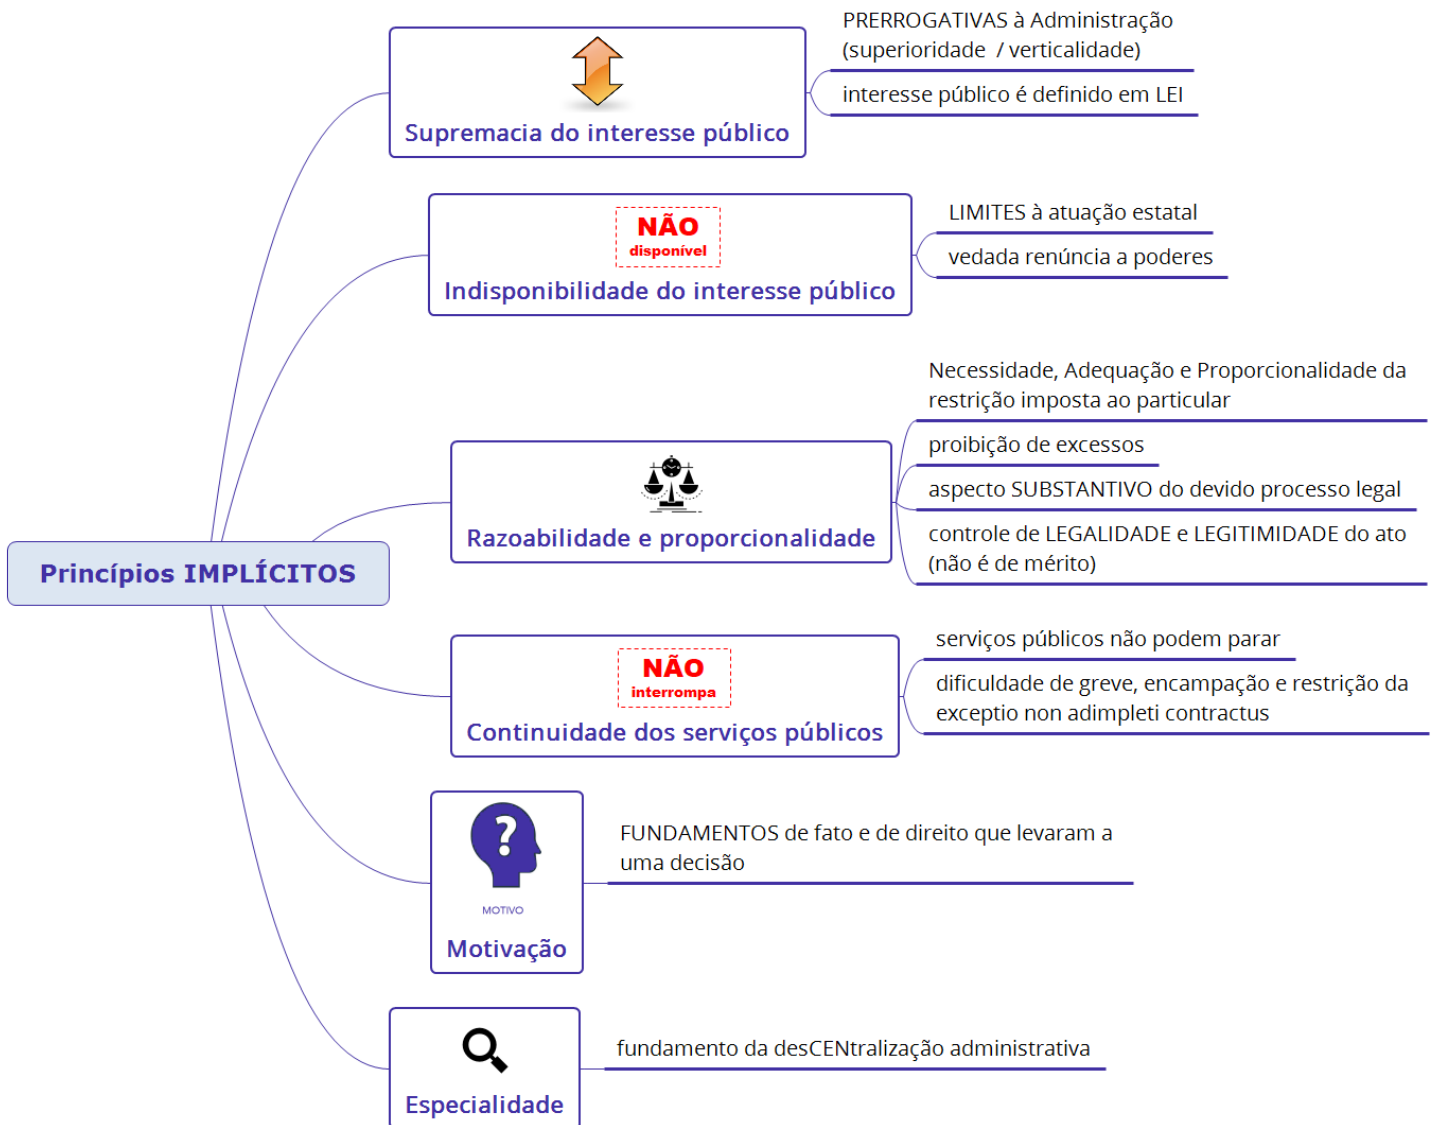 PRERROGATIVAS à Administração
(superioridade / verticalidade)
interesse público é definido em LEI
Supremacia do interesse público
NÃO
disponível
Indisponibilidade do interesse público
LIMITES à atuação estatal
vedada renúncia a poderes
Necessidade, Adequação e Proporcionalidade da
restrição imposta ao particular
proibição de excessos
aspecto SUBSTANTIVO do devido processo legal
controle de LEGALIDADE e LEGITIMIDADE do ato
(não é de mérito)
Razoabilidade e proporcionalidade
Princípios IMPLÍCITOS
NÃO
interrompa
Continuidade dos serviços públicos
serviços públicos não podem parar
dificuldade de greve, encampação e restrição da
exceptio non adimpleti contractus
?
MOTIVO
Motivação
FUNDAMENTOS de fato e de direito que levaram a
uma decisão
Especialidade
fundamento da desCENtralização administrativa